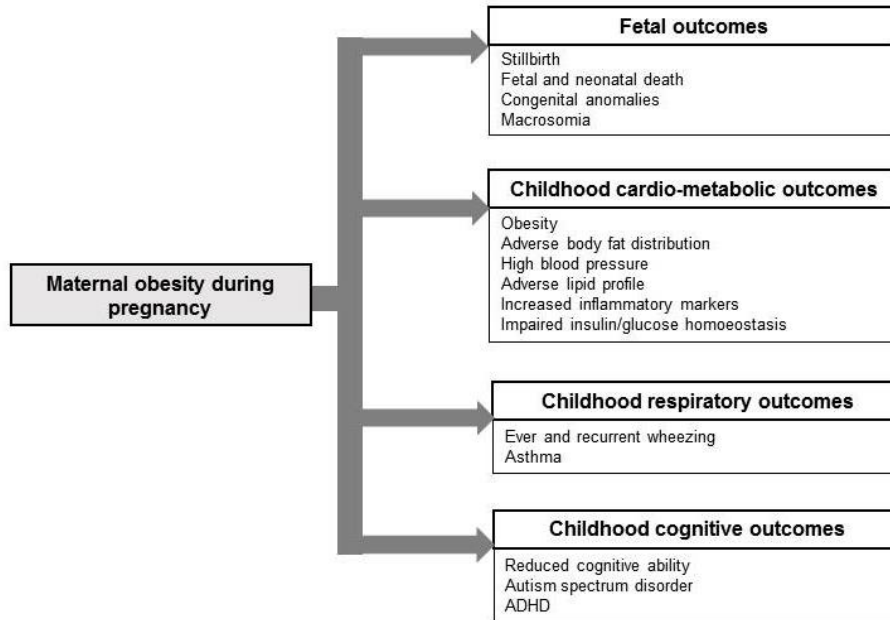 Maternal obesity during
pregnancy
Fetal outcomes
Stillbirth
Fetal and neonatal death
Congenital anomalies
Macrosomia
Childhood cardio-metabolic outcomes
Obesity
Adverse body fat distribution
High blood pressure
Adverse lipid profile
Increased inflammatory markers
Impaired insulin/glucose homoeostasis
Childhood respiratory outcomes
Ever and recurrent wheezing
Asthma
Childhood cognitive outcomes
Reduced cognitive ability
Autism spectrum disorder
ADHD